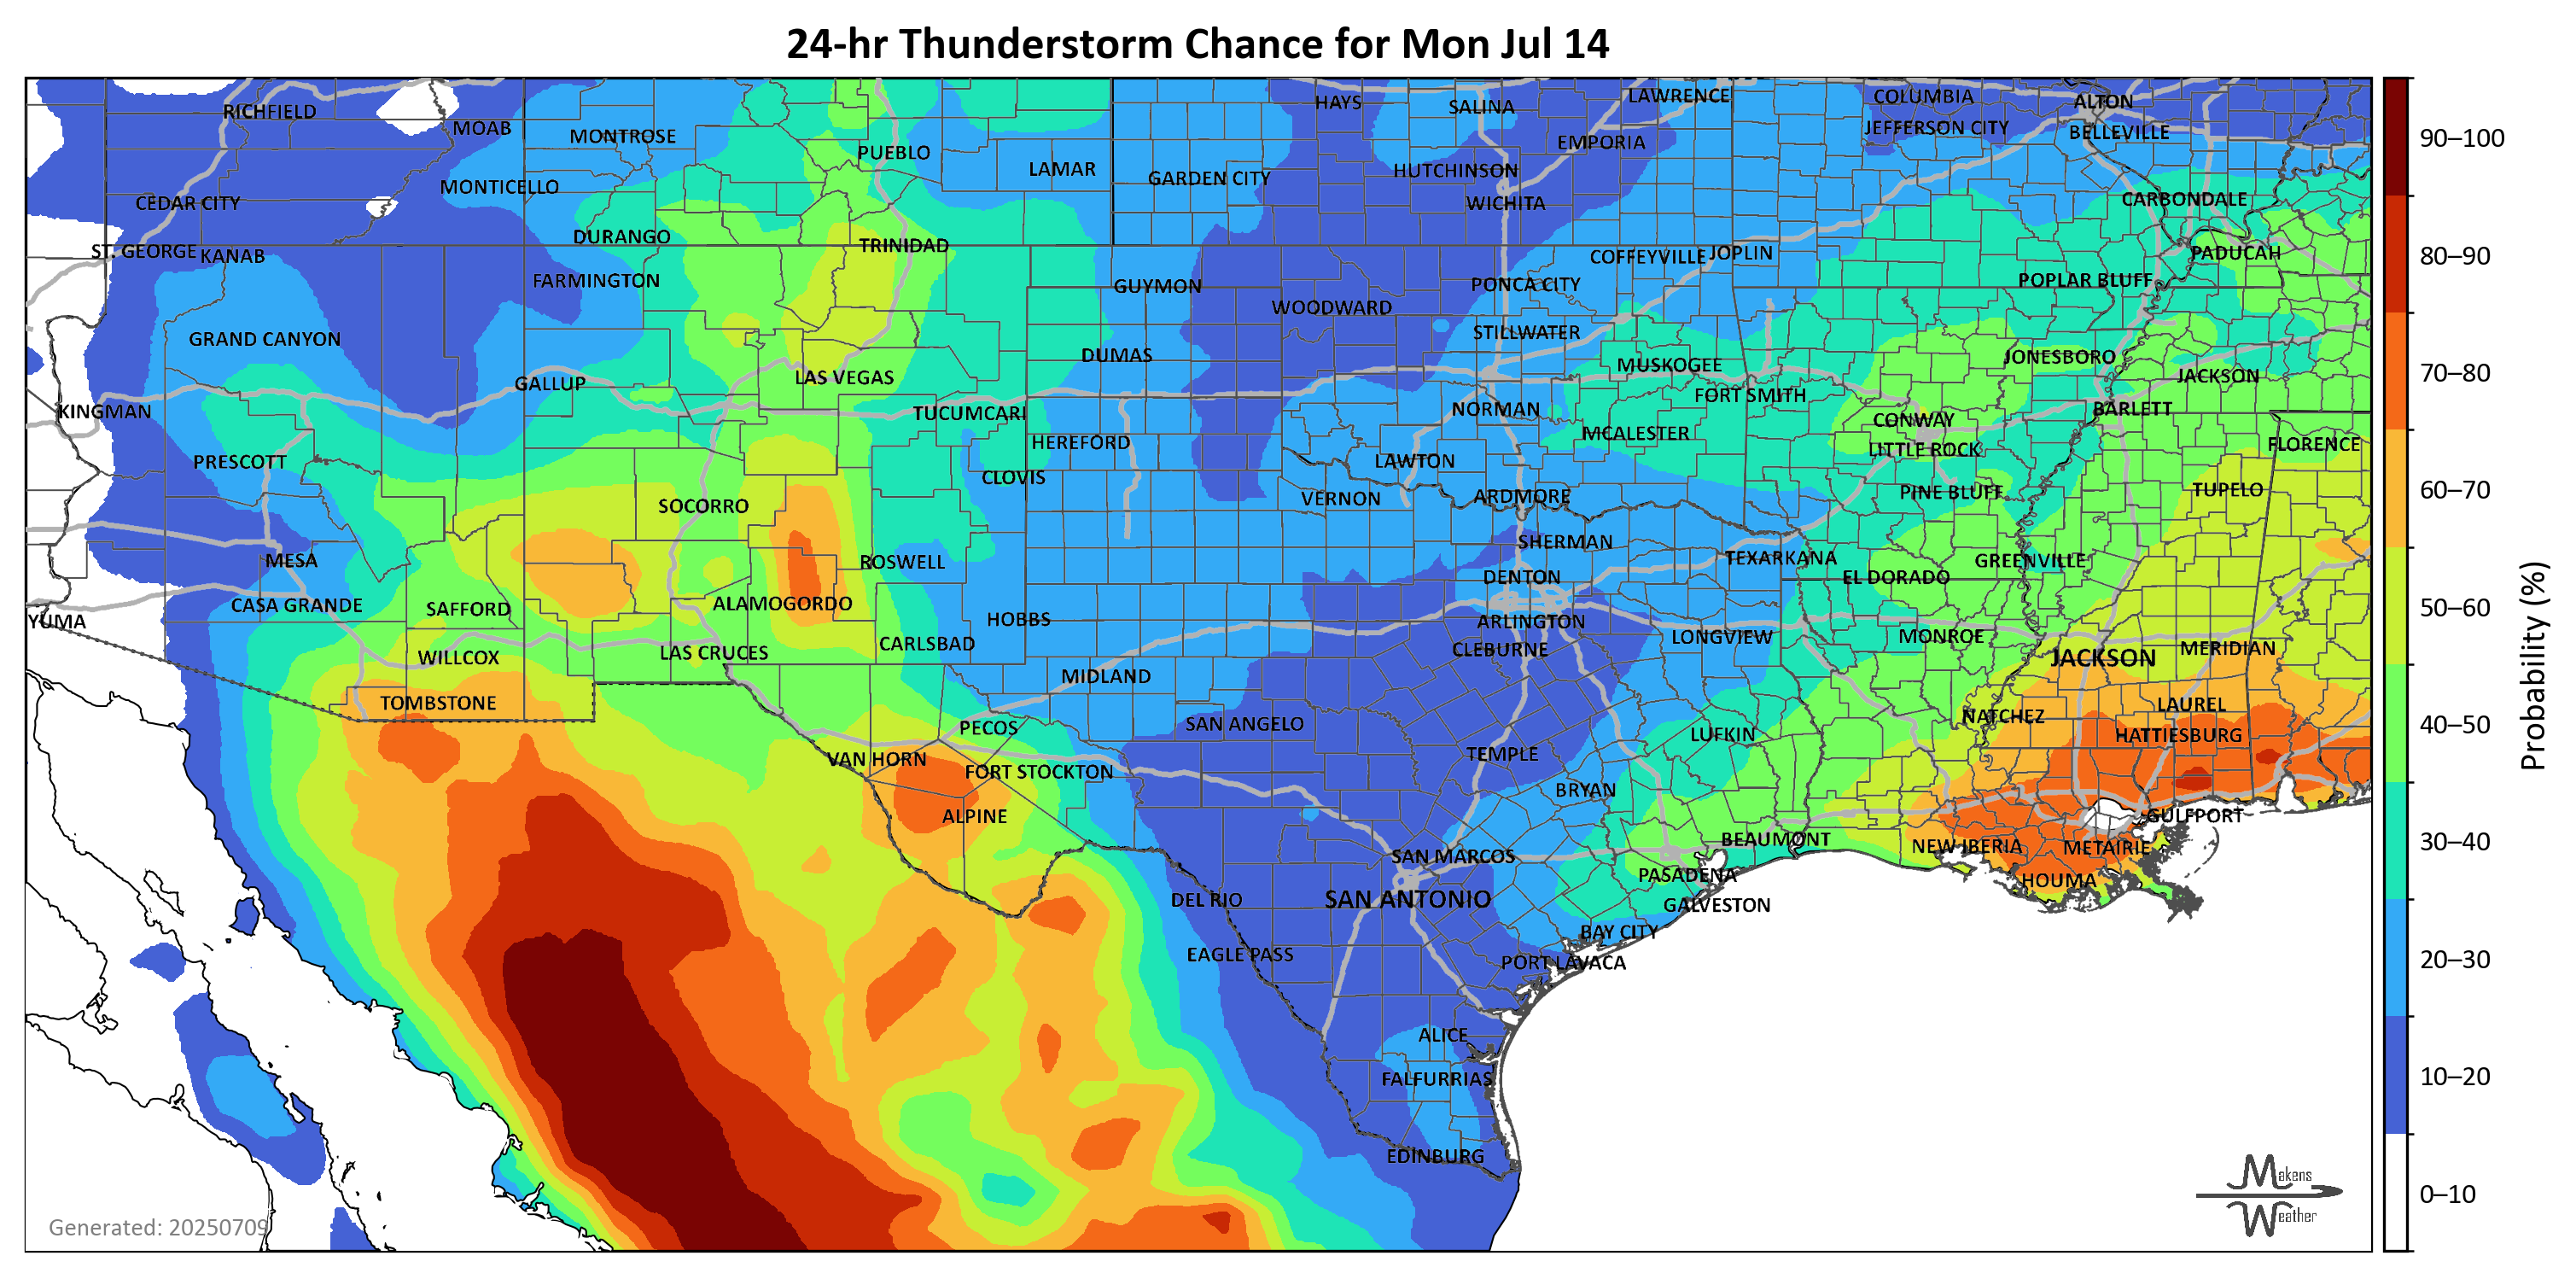 24-hr Thunderstorm Chance for Mon Jul 14
RICHFIELD
MOAB
MONTROSE
PUEBLO
LAMAR
HAYS
SALINA
LAWRENCE
COLUMBIA
ALTON
JEFFERSON CITY
BELLEVILLE
EMPORIA
HUTCHINSON
GARDEN CITY
MONTICELLO
CEDAR CITY
WICHITA
CARBONDALE
DURANGO
TRINIDAD
ST. GEORGE
KANAB
FARMINGTON
COFFEYVILLE
JOPLIN
PADUCAH
GUYMON
PONCA CITY
POPLAR BLUFF
WOODWARD
GRAND CANYON
STILLWATER
DUMAS
MUSKOGEE
JONESBORO
JACKSON
GALLUP
LAS VEGAS
FORT SMITH
KINGMAN
TUCUMCARI
NORMAN
BARLETT
CONWAY
HEREFORD
MCALESTER
LITTLE ROCK
FLORENCE
PRESCOTT
CLOVIS
LAWTON
VERNON
ARDMORE
PINE BLUFF
TUPELO
SOCORRO
MESA
ROSWELL
SHERMAN
TEXARKANA
GREENVILLE
DENTON
EL DORADO
CASA GRANDE
SAFFORD
ALAMOGORDO
YUMA
HOBBS
ARLINGTON
LONGVIEW
MONROE
CARLSBAD
CLEBURNE
WILLCOX
LAS CRUCES
JACKSON
MERIDIAN
MIDLAND
TOMBSTONE
LAUREL
PECOS
SAN ANGELO
NATCHEZ
LUFKIN
HATTIESBURG
VAN HORN
FORT STOCKTON
TEMPLE
BRYAN
ALPINE
GULFPORT
BEAUMONT
NEW IBERIA
METAIRIE
SAN MARCOS
PASADENA
HOUMA
DEL RIO
SAN ANTONIO
GALVESTON
BAY CITY
EAGLE PASS
PORT LAVACA
ALICE
FALFURRIAS
EDINBURG
Generated: 20250709
Makens
Weather
90–100
80–90
70–80
60–70
50–60
40–50
30–40
20–30
10–20
0–10
Probability (%)